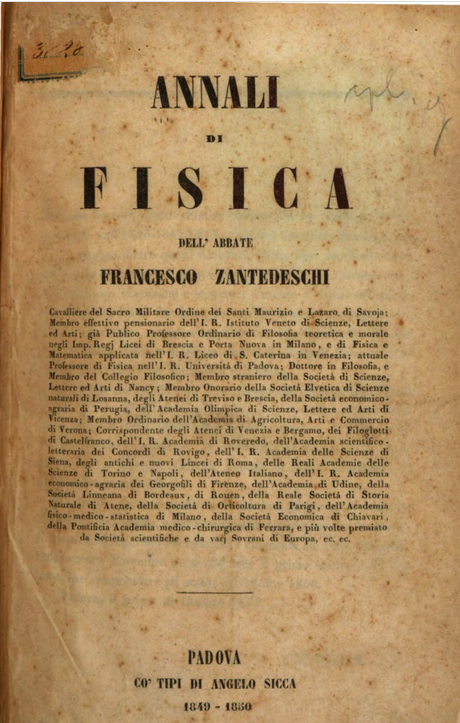 ANNALI
DI
FISICA
DELL' ABBATE
FRANCESCO ZANTEDESCHI
Cavalliere del Sacro Militare Ordine dei Santi Maurizio e Lazaro di Savoja;
Membro effettivo pensionario dell'I. R. Istituto Veneto di Scienze, Lettere
ed Arti; già Publico Professore Ordinario di Filosofia teoretica e morale
negli Imp. Regj Licei di Brescia e Porta Nuova in Milano, e di Fisica e
Matematica applicata nell'I. R. Liceo di S. Caterina in Venezia; attuale
Professore di Fisica nell'I. R. Università di Padova; Dottore in Filosofia, e
Membro del Collegio Filosofico; Membro straniero della Società di Scienze,
Lettere ed Arti di Nancy; Membro Onorario della Società Elvetica di Scienze
naturali di Losanna, degli Atenei di Treviso e Brescia, della Società economico-
agraria di Perugia, dell'Academia Olimpica di Scienze, Lettere ed Arti di
Vicenza; Membro Ordinario dell'Academia di Agricoltura, Arti e Commercio
di Verona; Corrispondente degli Atenei di Venezia e Bergamo, dei Filoglotti
di Castelfranco, dell'I. R. Academia di Roveredo, dell'Academia scientifico-
letteraria dei Concordi di Rovigo, dell'I. R. Academia delle Scienze di
Siena, degli antichi e nuovi Lincei di Roma, delle Reali Academie delle
Scienze di Torino e Napoli, dell'Ateneo Italiano, dell'I. R. Academia
economico-agraria dei Georgofili di Firenze, dell'Academia di Udine, della
Società Linneana di Bordeaux, di Rouen, della Reale Società di Storia
Naturale di Atene, della Società di Orticoltura di Parigi, dell'Academia
fisico-medico-statistica di Milano, della Società Economica di Chiavari,
della Pontificia Academia medico-chirurgica di Ferrara, e più volte premiato
da Società scientifiche e da varj Sovrani di Europa, ec. ec.
PADOVA
CO' TIPI DI ANGELO SICCA
1849 - 1850